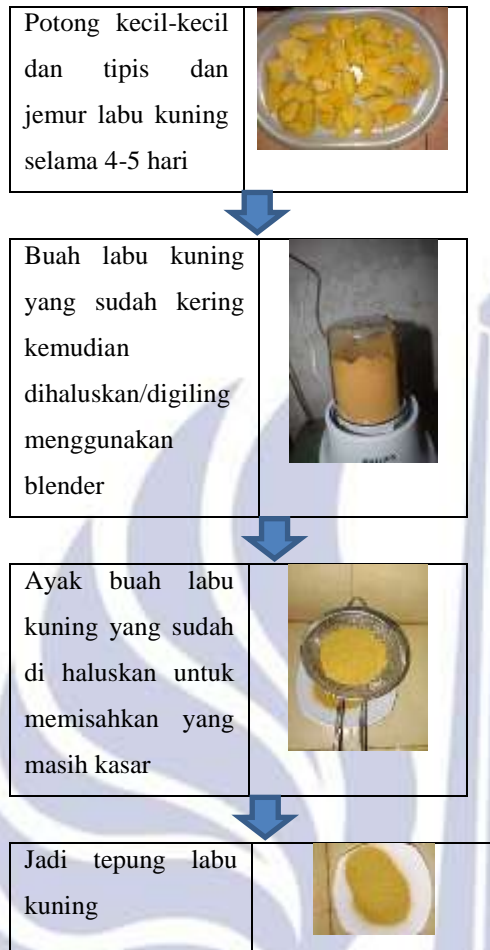 Potong kecil-kecil
dan tipis dan
jemur labu kuning
selama 4-5 hari
Buah labu kuning
yang sudah kering
kemudian
dihaluskan/digiling
menggunakan
blender
Ayak buah labu
kuning yang sudah
di haluskan untuk
memisahkan yang
masih kasar
Jadi tepung labu
kuning